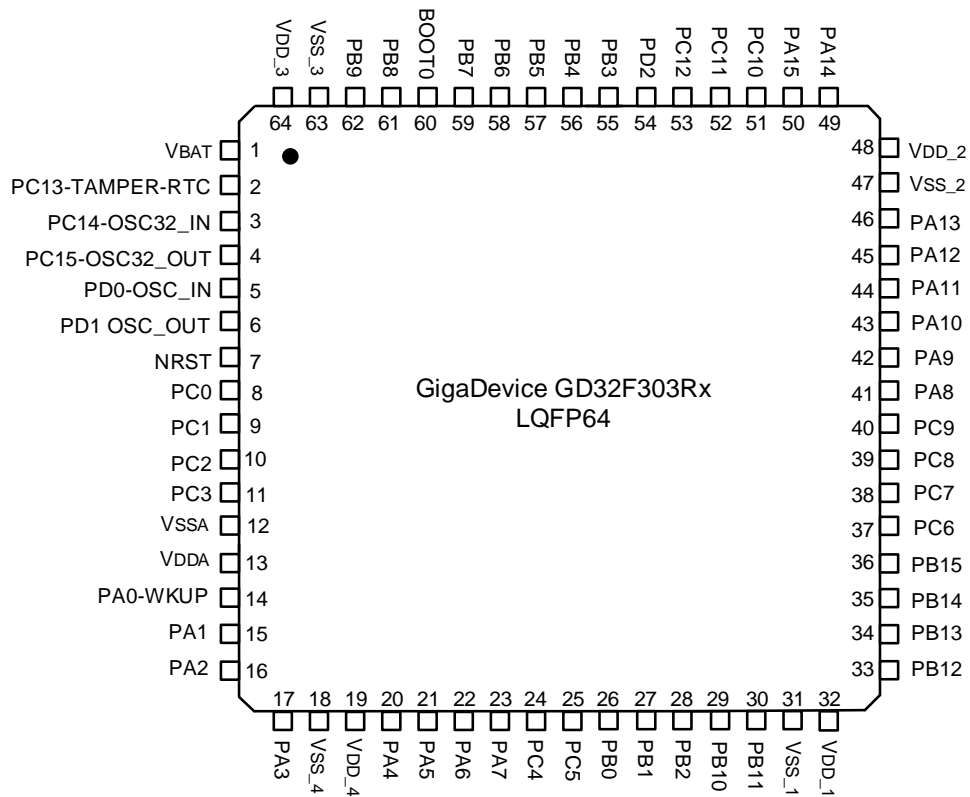 VDD_3
VSS_3
PB9
PB8
BOOT0
PB7
PB6
PB5
PB4
PB3
PD2
PC12
PC11
PC10
PA15
PA14
64 63 62 61 60 59 58 57 56 55 54 53 52 51 50 49
VBAT 1
PC13-TAMPER-RTC 2
PC14-OSC32_IN 3
PC15-OSC32_OUT 4
PD0-OSC_IN 5
PD1 OSC_OUT 6
NRST 7
PC0 8
PC1 9
PC2 10
PC3 11
VSSA 12
VDDA 13
PA0-WKUP 14
PA1 15
PA2 16
GigaDevice GD32F303Rx
LQFP64
48 VDD_2
47 VSS_2
46 PA13
45 PA12
44 PA11
43 PA10
42 PA9
41 PA8
40 PC9
39 PC8
38 PC7
37 PC6
36 PB15
35 PB14
34 PB13
33 PB12
17 18 19 20 21 22 23 24 25 26 27 28 29 30 31 32
PA3
VSS_4
VDD_4
PA4
PA5
PA6
PA7
PC4
PC5
PB0
PB1
PB2
PB10
PB11
VSS_1
VDD_1